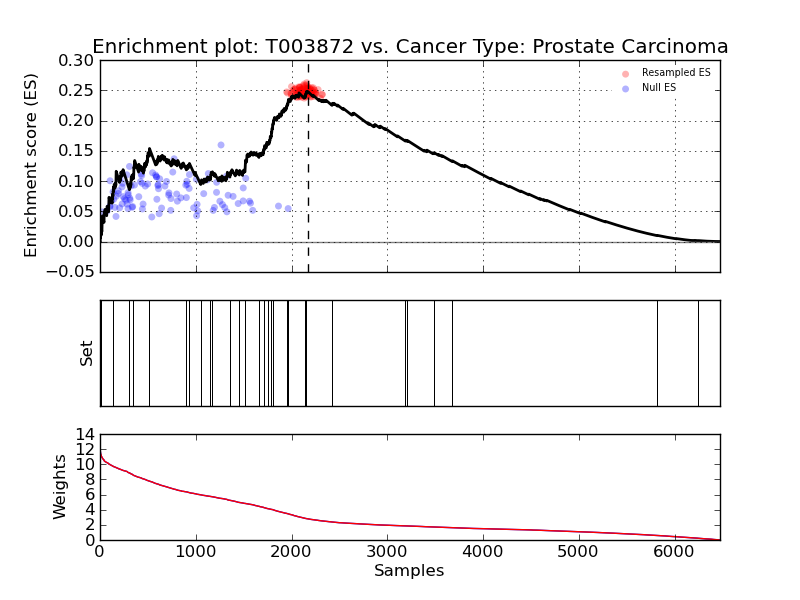 Enrichment plot: T003872 vs. Cancer Type: Prostate Carcinoma
0.30
0.25
0.20
0.15
0.10
0.05
0.00
−0.05
Enrichment score (ES)
Resampled ES
Null ES
Set
14
12
10
8
6
4
2
0
Weights
0 1000 2000 3000 4000 5000 6000
Samples